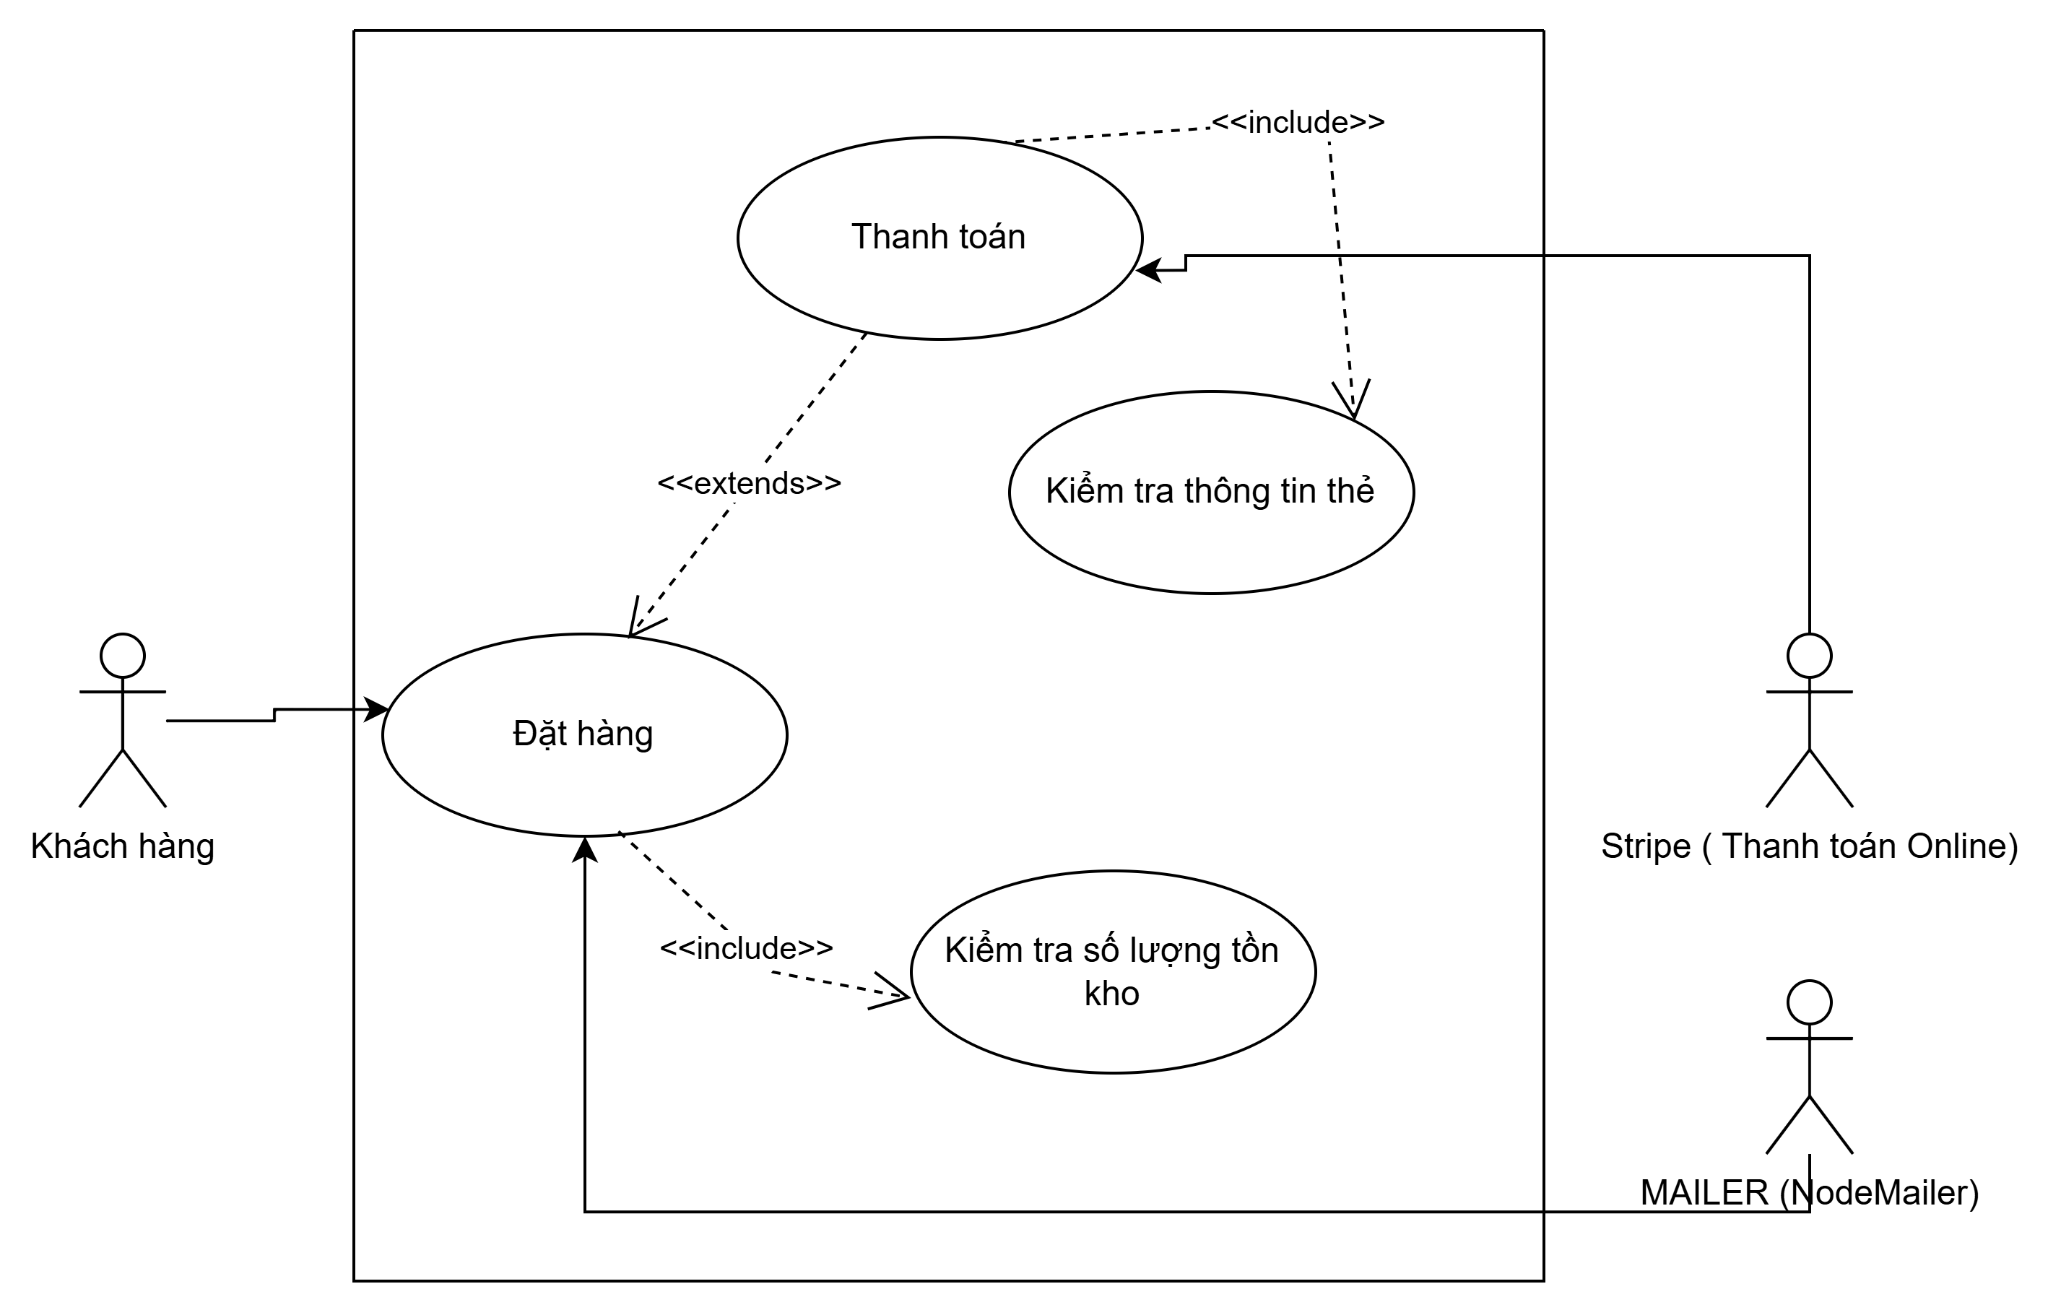 <<include>>
Thanh toán
<<extends>>
Kiểm tra thông tin thẻ
Đặt hàng
Khách hàng
Stripe ( Thanh toán Online)
<<include>>
Kiểm tra số lượng tồn
kho
MAILER (NodeMailer)